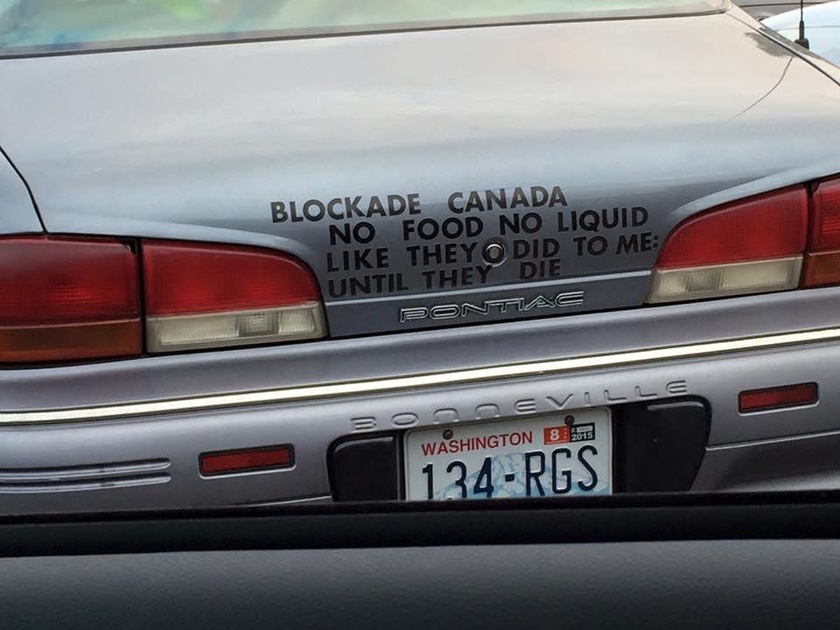 BLOCKADE CANADA
NO FOOD NO LIQUID
LIKE THEY DID TO ME:
UNTIL THEY DIE
PONTIAC
BONNEVILLE
WASHINGTON 8 2015
134-RGS